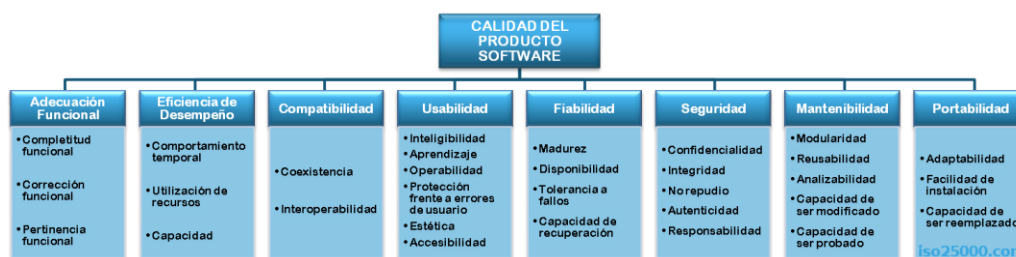 CALIDAD DEL
PRODUCTO
SOFTWARE
Adecuación
Funcional
• Completitud
funcional
• Corrección
funcional
• Pertinencia
funcional
Eficiencia de
Desempeño
• Comportamiento
temporal
• Utilización de
recursos
• Capacidad
Compatibilidad
• Coexistencia
• Interoperabilidad
Usabilidad
• Inteligibilidad
• Aprendizaje
• Operabilidad
• Protección
frente a errores
de usuario
• Estética
• Accesibilidad
Fiabilidad
• Madurez
• Disponibilidad
• Tolerancia a
fallos
• Capacidad de
recuperación
Seguridad
• Confidencialidad
• Integridad
• No repudio
• Autenticidad
• Responsabilidad
Mantenibilidad
• Modularidad
• Reusabilidad
• Analizabilidad
• Capacidad de
ser modificado
• Capacidad de
ser probado
Portabilidad
• Adaptabilidad
• Facilidad de
instalación
• Capacidad de
ser reemplazado
iso25000.com